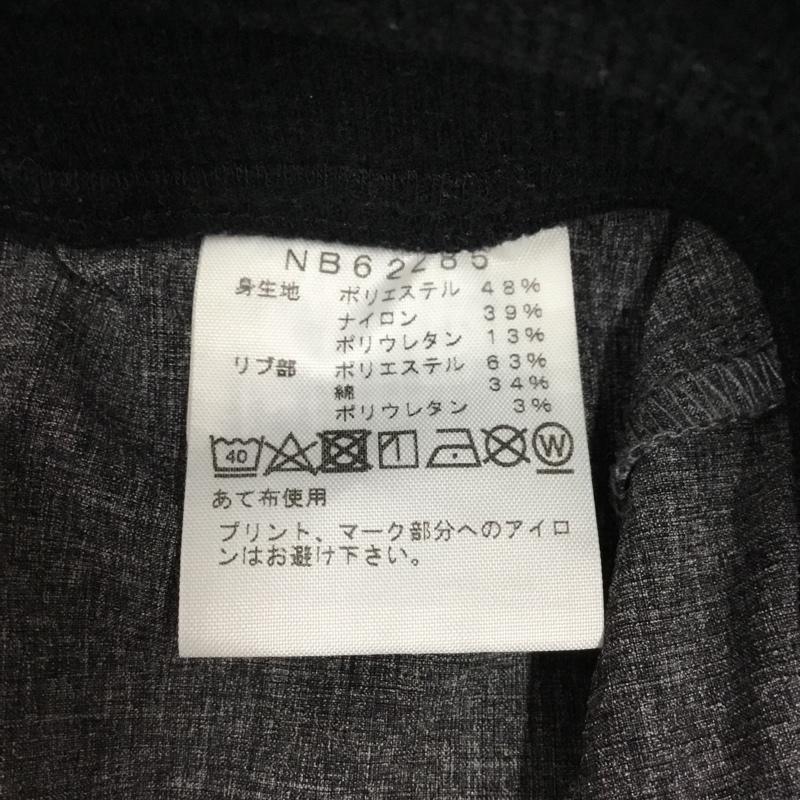 NB62285
身生地 ポリエステル 48%
ナイロン 39%
ポリウレタン 13%
リブ部 ポリエステル 63%
綿 34%
ポリウレタン 3%
40 W
あて布使用
プリント、マーク部分へのアイロ
ンはお避け下さい。